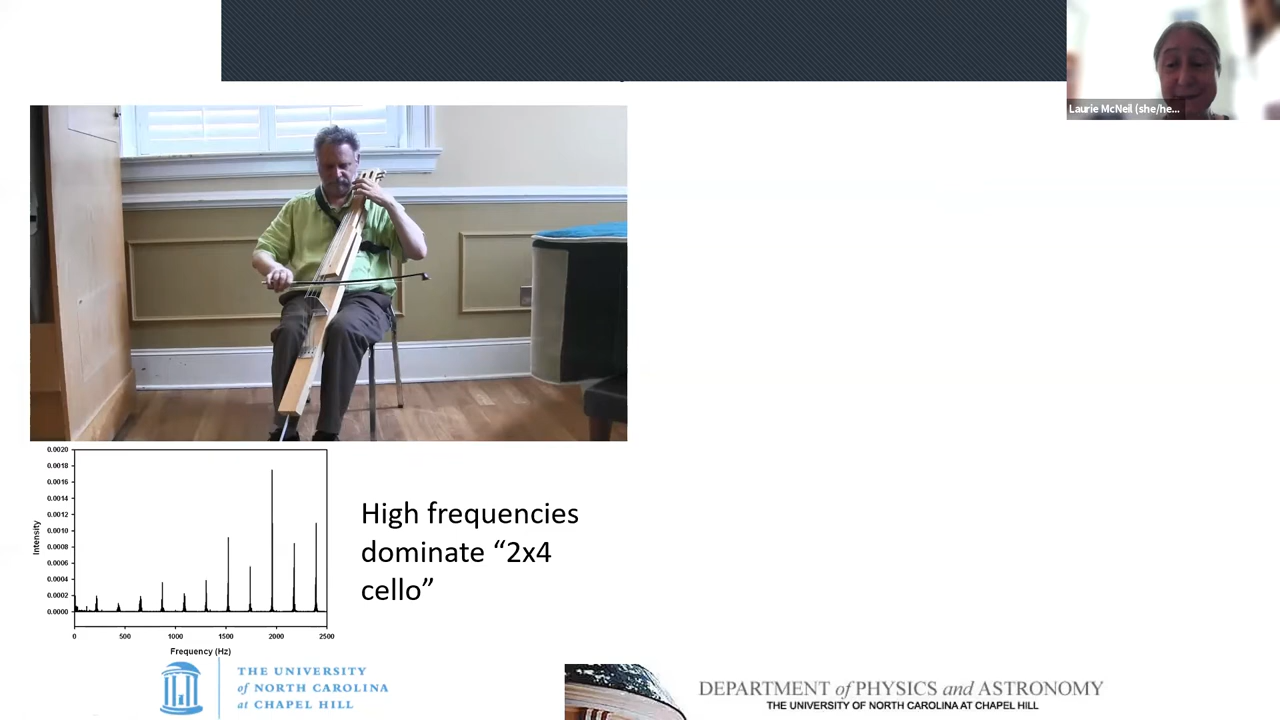 Laurie McNeil (she/he...
0.0020
0.0018
0.0016
0.0014
0.0012
0.0010
0.0008
0.0006
0.0004
0.0002
0.0000
Intensity
0 500 1000 1500 2000 2500
Frequency (Hz)
High frequencies
dominate “2x4
cello”
THE UNIVERSITY
of NORTH CAROLINA
at CHAPEL HILL
DEPARTMENT of PHYSICS and ASTRONOMY
THE UNIVERSITY OF NORTH CAROLINA AT CHAPEL HILL